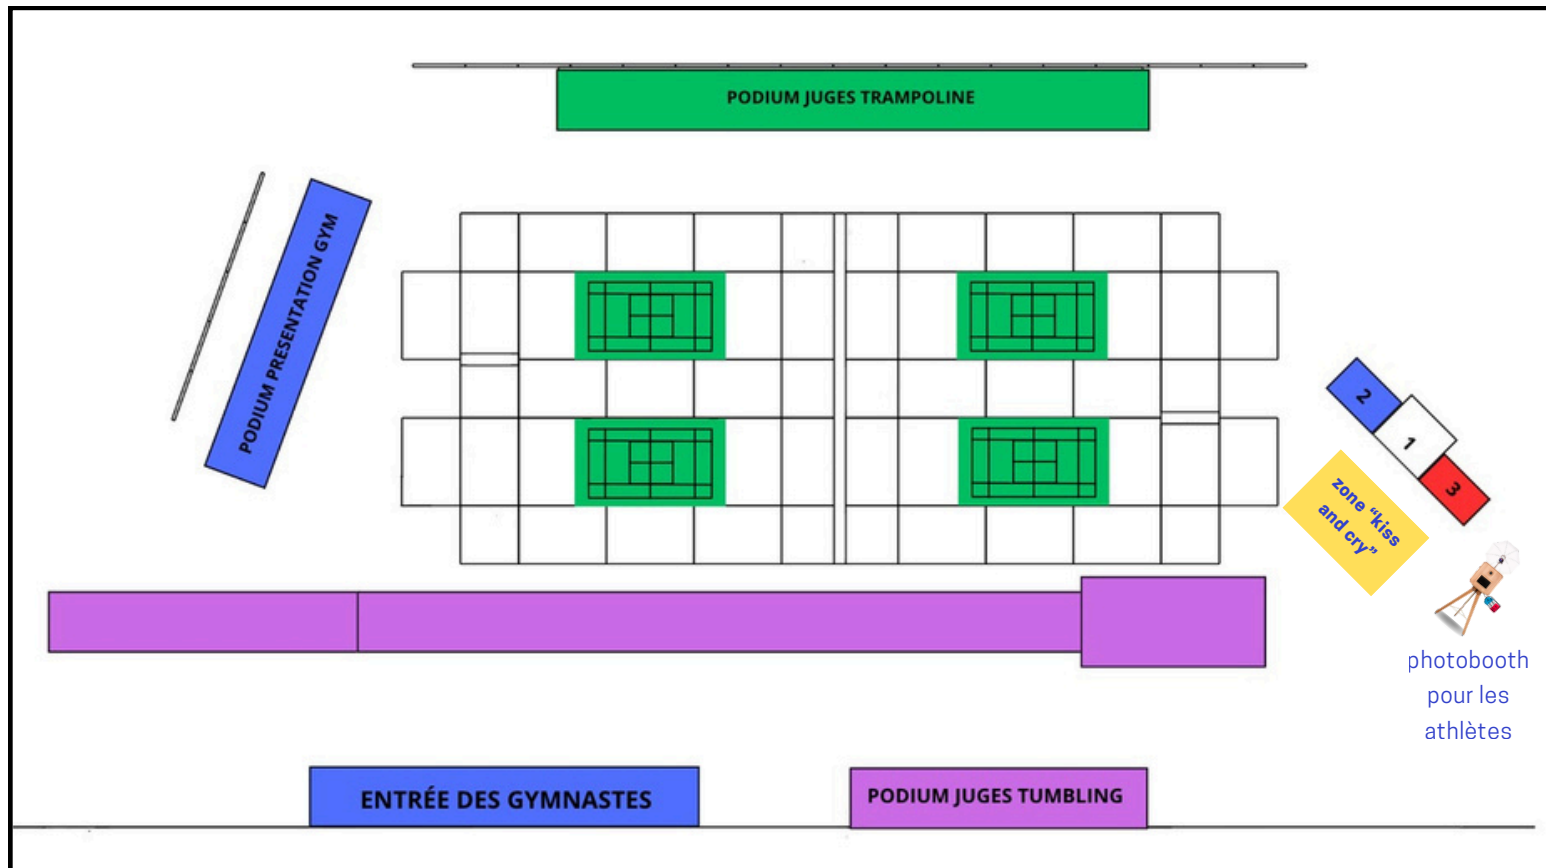 PODIUM JUGES TRAMPOLINE
PODIUM PRESENTATION GYM
2
1
3
zone “kiss
and cry”
photobooth
pour les
athlètes
ENTRÉE DES GYMNASTES
PODIUM JUGES TUMBLING